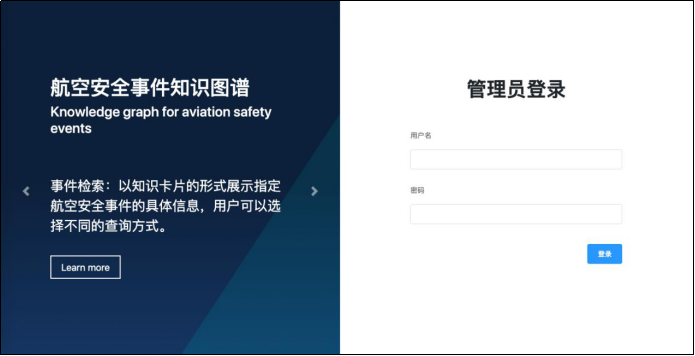 航空安全事件知识图谱
Knowledge graph for aviation safety
events
事件检索：以知识卡片的形式展示指定
航空安全事件的具体信息，用户可以选
择不同的查询方式。
Learn more
管理员登录
用户名
密码
登录